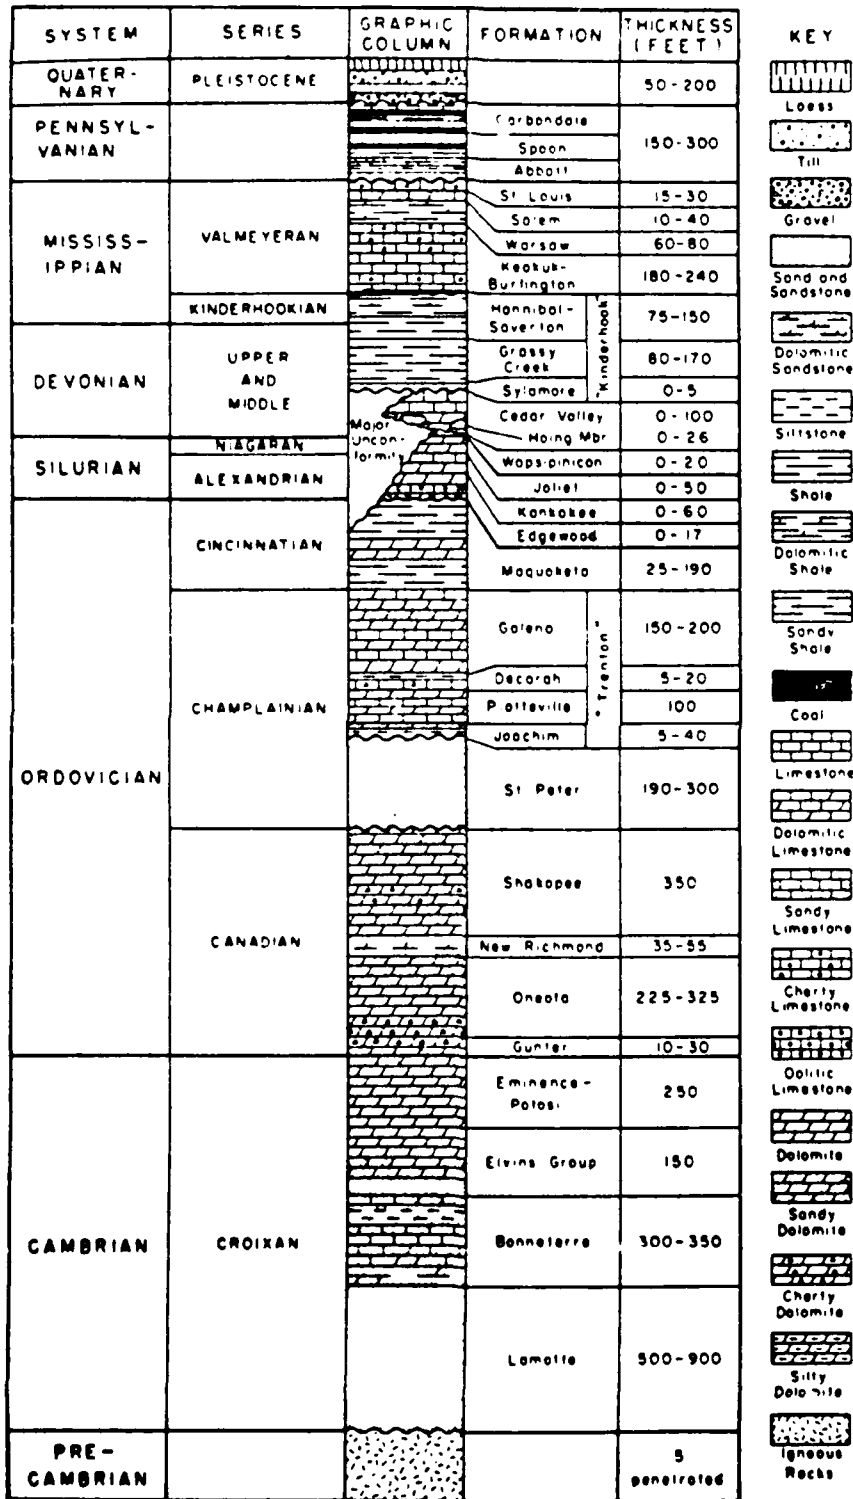 SYSTEM SERIES GRAPHIC COLUMN FORMATION THICKNESS (FEET)
QUATER-NARY PLEISTOCENE 50-200
PENNSYL-VANIAN Carbondale 150-300
Spoon
Abbott
MISSISS-IPPIAN VALMEYERAN St. Louis 15-30
Salem 10-40
Warsaw 60-80
Keokuk-Burlington 180-240
KINDERHOOKIAN Hannibal-Saverton "Kinderhook" 75-150
DEVONIAN UPPER AND MIDDLE Grassy Creek 80-170
Sylamore 0-5
Cedar Valley 0-100
Hoing Mbr 0-26
Major Uncon-formity
Wapsipinicon 0-20
SILURIAN NIAGARAN Joliet 0-50
ALEXANDRIAN Kankakee 0-60
Edgewood 0-17
ORDOVICIAN CINCINNATIAN Maquoketa 25-190
CHAMPLAINIAN Galena "Trenton" 150-200
Decorah 5-20
Platteville 100
Joachim 5-40
St Peter 190-300
CANADIAN Shakopee 350
New Richmond 35-55
Oneota 225-325
Gunter 10-30
CAMBRIAN CROIXAN Eminence-Potosi 250
Elvins Group 150
Bonneterre 300-350
Lamotte 500-900
PRE-CAMBRIAN 5 penetrated
KEY
Loess
Till
Gravel
Sand and
Sandstone
Dolomitic
Sandstone
Siltstone
Shale
Dolomitic
Shale
Sandy
Shale
Coal
Limestone
Dolomitic
Limestone
Sandy
Limestone
Cherty
Limestone
Oolitic
Limestone
Dolomite
Sandy
Dolomite
Cherty
Dolomite
Silty
Dolomite
Igneous
Rocks